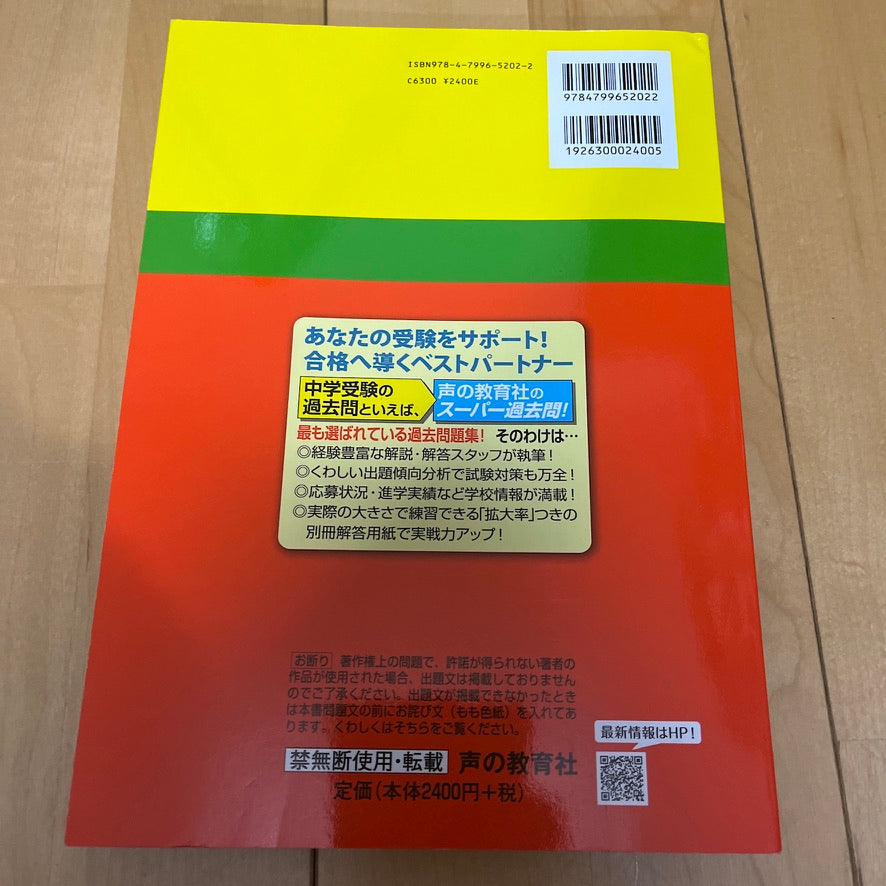 ISBN978-4-7996-5202-2
C6300 ¥2400E
9784799652022
1926300024005
あなたの受験をサポート!
合格へ導くベストパートナー
中学受験の
過去問といえば、
声の教育社の
スーパー過去問!
最も選ばれている過去問題集! そのわけは…
◎経験豊富な解説・解答スタッフが執筆!
◎くわしい出題傾向分析で試験対策も万全!
◎応募状況・進学実績など学校情報が満載!
◎実際の大きさで練習できる「拡大率」つきの
別冊解答用紙で実戦力アップ!
お断り 著作権上の問題で、許諾が得られない著者の
作品が使用された場合、出題文は掲載しておりません
のでご了承ください。出題文が掲載できなかったとき
は本書問題文の前にお詫び文(もも色紙)を入れてあ
ります。くわしくはそちらをご覧ください。
最新情報はHP!
禁無断使用・転載 声の教育社
定価(本体2400円+税)